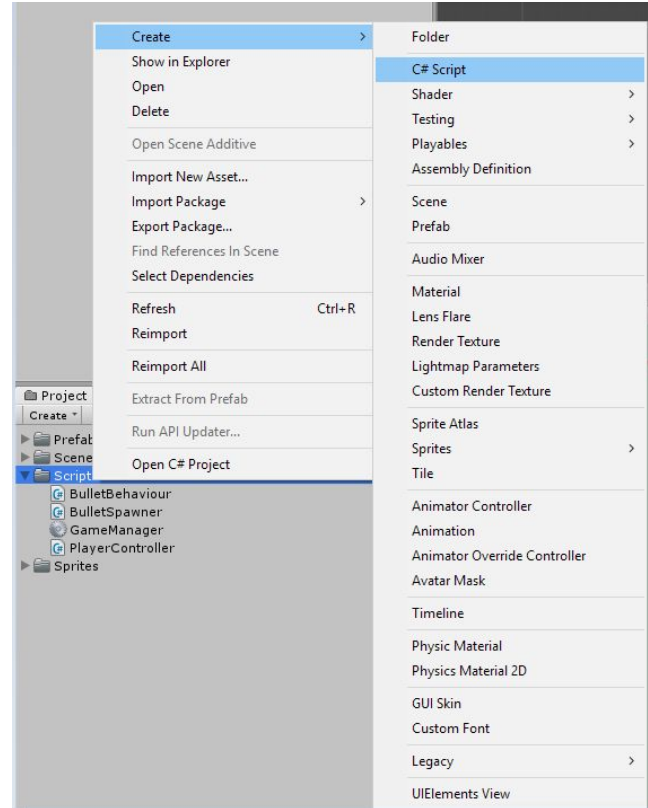 Create
Show in Explorer
Open
Delete
Open Scene Additive
Import New Asset...
Import Package
Export Package...
Find References In Scene
Select Dependencies
Refresh Ctrl+R
Reimport
Reimport All
Extract From Prefab
Run API Updater...
Open C# Project
Folder
C# Script
Shader
Testing
Playables
Assembly Definition
Scene
Prefab
Audio Mixer
Material
Lens Flare
Render Texture
Lightmap Parameters
Custom Render Texture
Sprite Atlas
Sprites
Tile
Animator Controller
Animation
Animator Override Controller
Avatar Mask
Timeline
Physic Material
Physics Material 2D
GUI Skin
Custom Font
Legacy
UIElements View
Project
Create
Prefab
Scene
Script
BulletBehaviour
BulletSpawner
GameManager
PlayerController
Sprites